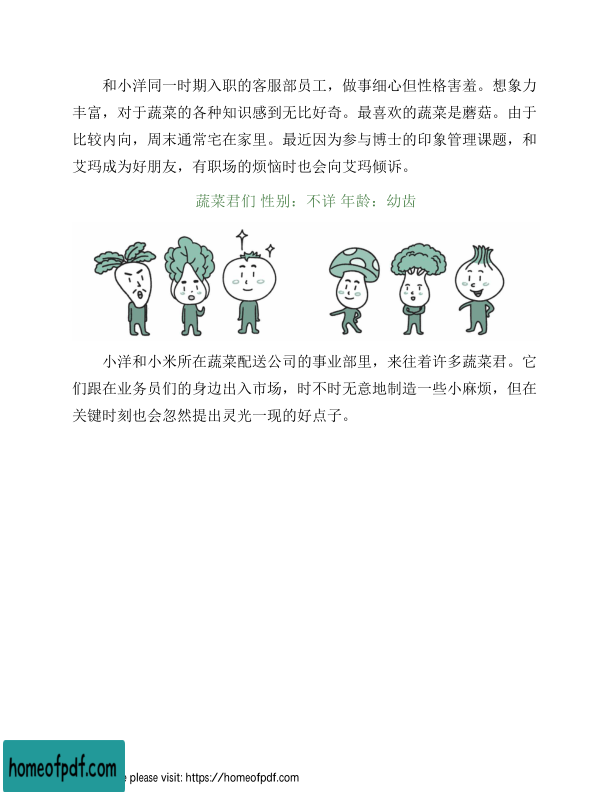 和小洋同一时期入职的客服部员工，做事细心但性格害羞。想象力
丰富，对于蔬菜的各种知识感到无比好奇。最喜欢的蔬菜是蘑菇。由于
比较内向，周末通常宅在家里。最近因为参与博士的印象管理课题，和
艾玛成为好朋友，有职场的烦恼时也会向艾玛倾诉。
蔬菜君们 性别：不详 年龄：幼齿
小洋和小米所在蔬菜配送公司的事业部里，来往着许多蔬菜君。它
们跟在业务员们的身边出入市场，时不时无意地制造一些小麻烦，但在
关键时刻也会忽然提出灵光一现的好点子。
homeofpdf.com
e please visit: https://homeofpdf.com